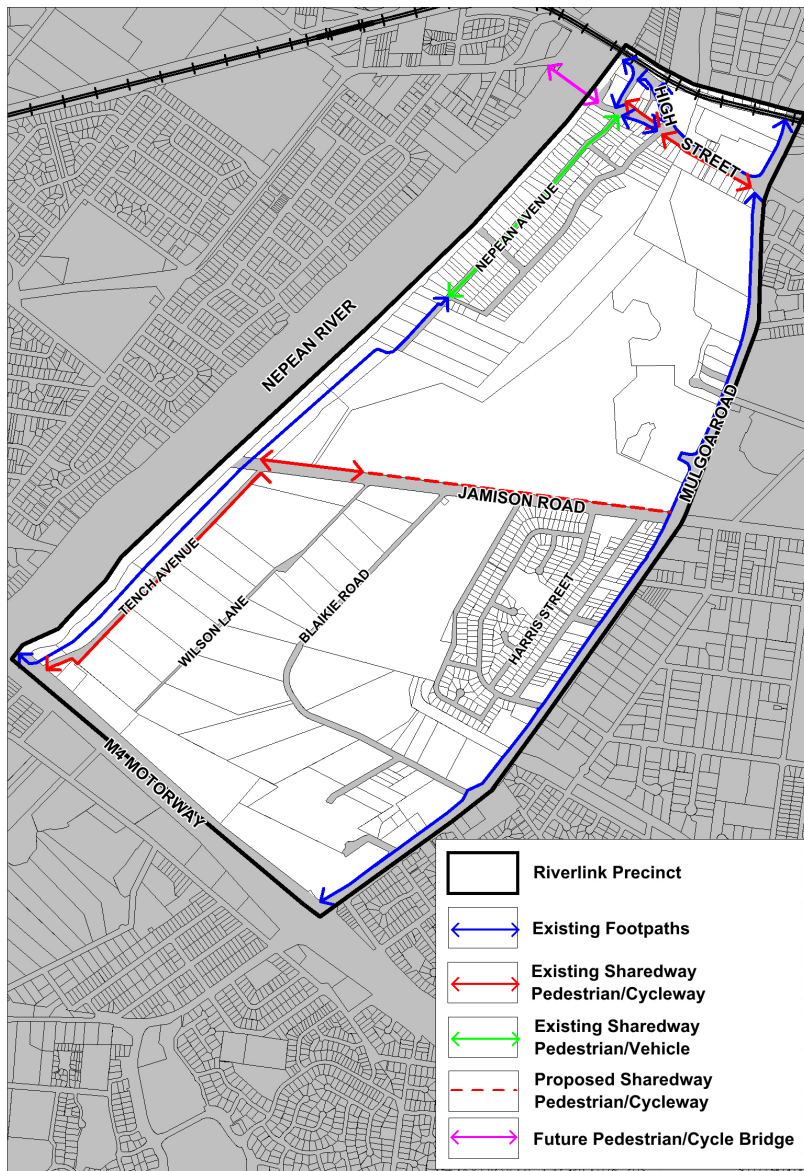 HIGH STREET
NEPEAN AVENUE
NEPEAN RIVER
MULGOA ROAD
JAMISON ROAD
TENCH AVENUE
WILSON LANE
BLAIKIE ROAD
HARRIS STREET
M4 MOTORWAY
Riverlink Precinct
Existing Footpaths
Existing Sharedway
Pedestrian/Cycleway
Existing Sharedway
Pedestrian/Vehicle
Proposed Sharedway
Pedestrian/Cycleway
Future Pedestrian/Cycle Bridge